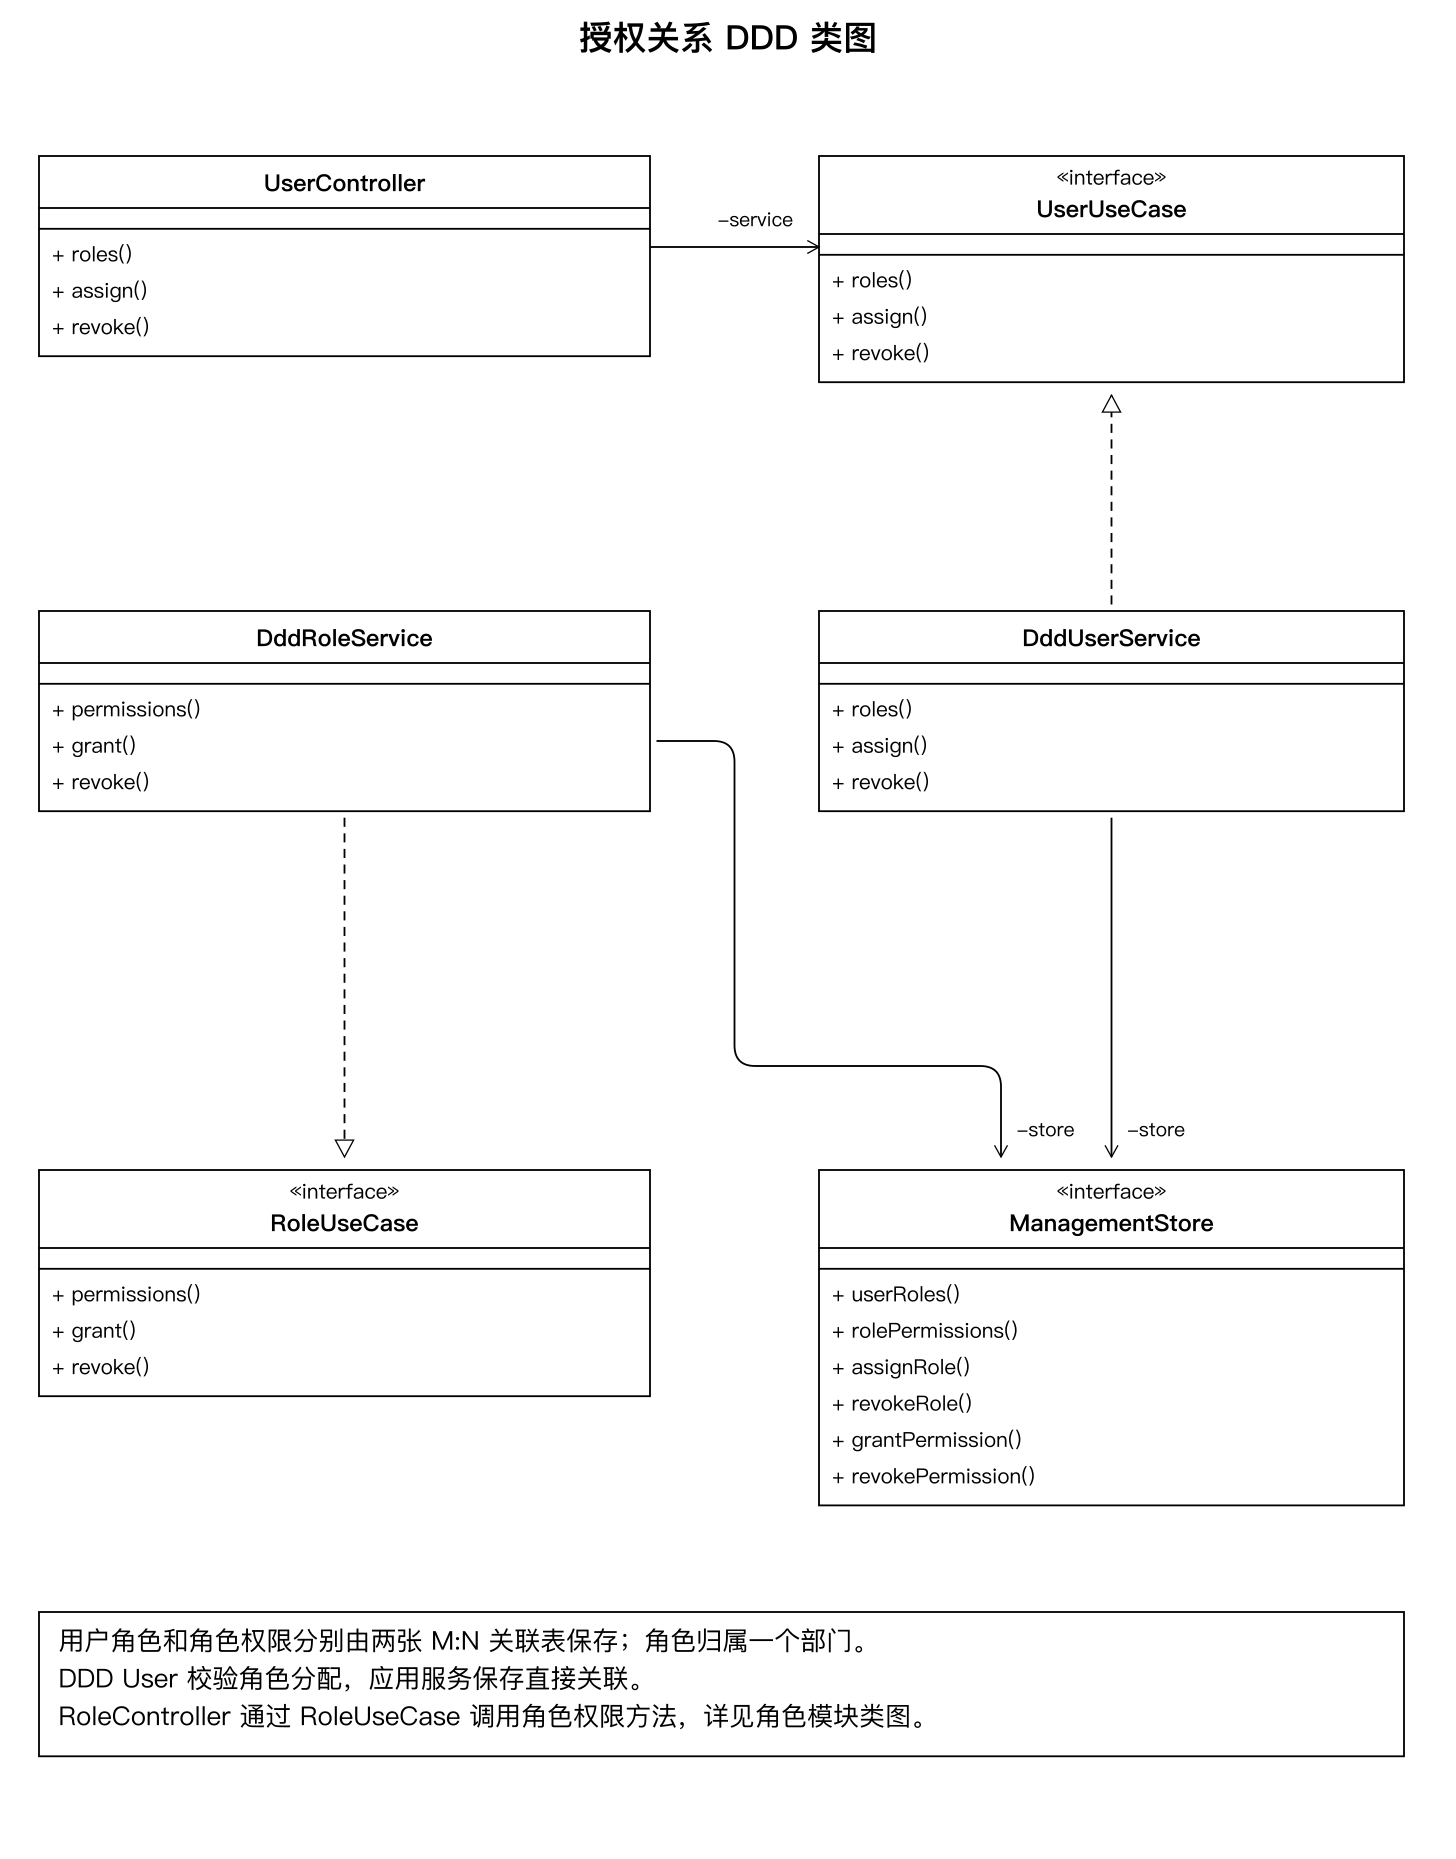 授权关系 DDD 类图
UserController
+ roles()
+ assign()
+ revoke()
–service
«interface»
UserUseCase
+ roles()
+ assign()
+ revoke()
DddRoleService
+ permissions()
+ grant()
+ revoke()
DddUserService
+ roles()
+ assign()
+ revoke()
–store
–store
«interface»
RoleUseCase
+ permissions()
+ grant()
+ revoke()
«interface»
ManagementStore
+ userRoles()
+ rolePermissions()
+ assignRole()
+ revokeRole()
+ grantPermission()
+ revokePermission()
用户角色和角色权限分别由两张 M:N 关联表保存；角色归属一个部门。
DDD User 校验角色分配，应用服务保存直接关联。
RoleController 通过 RoleUseCase 调用角色权限方法，详见角色模块类图。